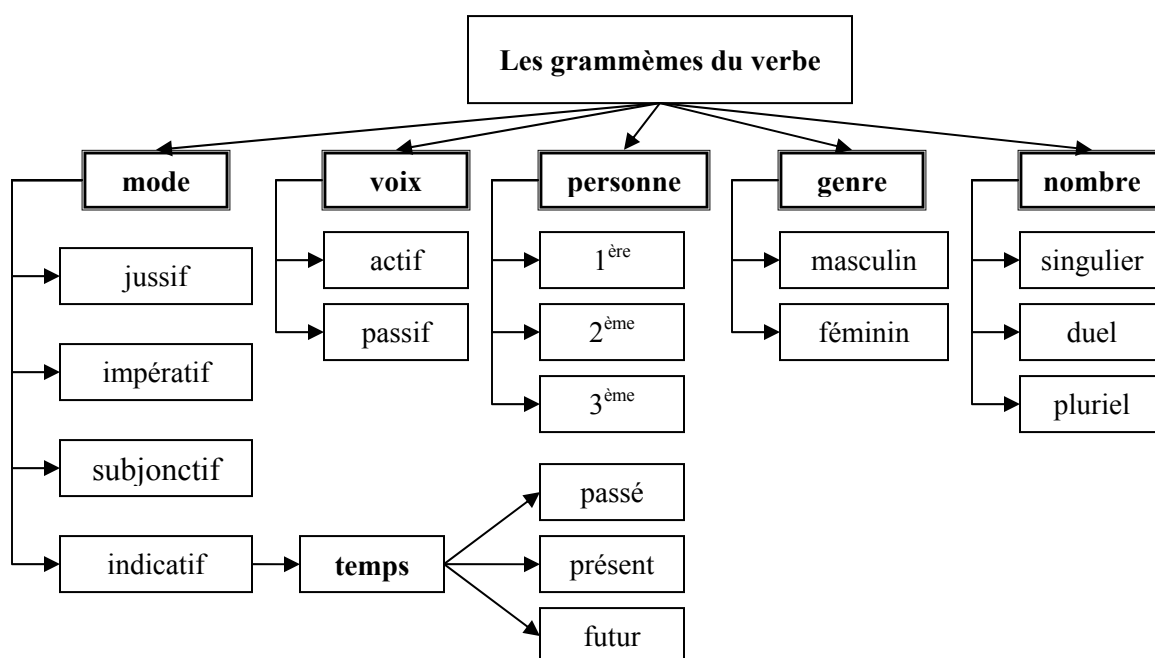 Les grammèmes du verbe
mode
voix
personne
genre
nombre
jussif
actif
1ère
masculin
singulier
impératif
passif
2ème
féminin
duel
3ème
pluriel
subjonctif
indicatif
temps
passé
présent
futur